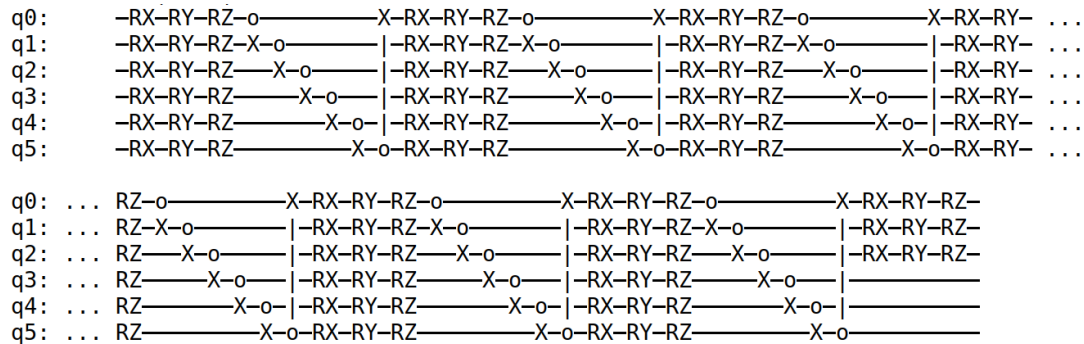 q0:     –RX–RY–RZ–o─────────X–RX–RY–RZ–o─────────X–RX–RY–RZ–o─────────X–RX–RY– ...
q1:     –RX–RY–RZ–X–o───────|–RX–RY–RZ–X–o───────|–RX–RY–RZ–X–o───────|–RX–RY– ...
q2:     –RX–RY–RZ───X–o─────|–RX–RY–RZ───X–o─────|–RX–RY–RZ───X–o─────|–RX–RY– ...
q3:     –RX–RY–RZ─────X–o───|–RX–RY–RZ─────X–o───|–RX–RY–RZ─────X–o───|–RX–RY– ...
q4:     –RX–RY–RZ───────X–o–|–RX–RY–RZ───────X–o–|–RX–RY–RZ───────X–o–|–RX–RY– ...
q5:     –RX–RY–RZ─────────X–o–RX–RY–RZ─────────X–o–RX–RY–RZ─────────X–o–RX–RY– ...
q0: ... RZ–o─────────X–RX–RY–RZ–o─────────X–RX–RY–RZ–o─────────X–RX–RY–RZ–
q1: ... RZ–X–o───────|–RX–RY–RZ–X–o───────|–RX–RY–RZ–X–o───────|–RX–RY–RZ–
q2: ... RZ───X–o─────|–RX–RY–RZ───X–o─────|–RX–RY–RZ───X–o─────|–RX–RY–RZ–
q3: ... RZ─────X–o───|–RX–RY–RZ─────X–o───|–RX–RY–RZ─────X–o───|──────────
q4: ... RZ───────X–o–|–RX–RY–RZ───────X–o–|–RX–RY–RZ───────X–o–|──────────
q5: ... RZ─────────X–o–RX–RY–RZ─────────X–o–RX–RY–RZ─────────X–o──────────